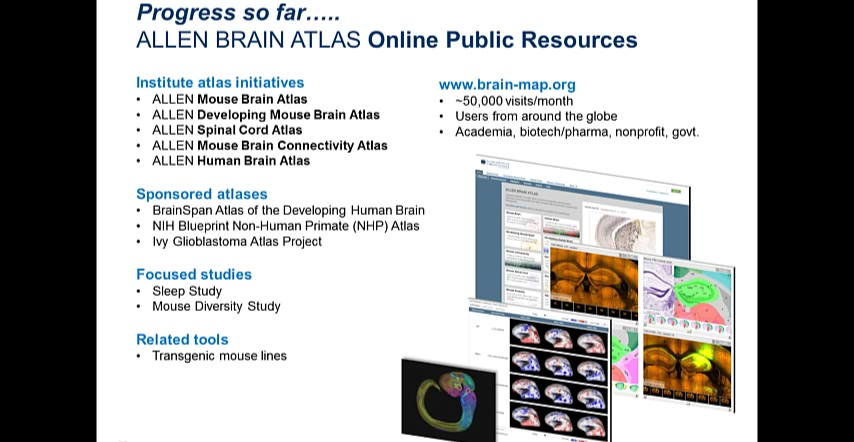 Progress so far…..
ALLEN BRAIN ATLAS Online Public Resources
Institute atlas initiatives
• ALLEN Mouse Brain Atlas
• ALLEN Developing Mouse Brain Atlas
• ALLEN Spinal Cord Atlas
• ALLEN Mouse Brain Connectivity Atlas
• ALLEN Human Brain Atlas
Sponsored atlases
• BrainSpan Atlas of the Developing Human Brain
• NIH Blueprint Non-Human Primate (NHP) Atlas
• Ivy Glioblastoma Atlas Project
Focused studies
• Sleep Study
• Mouse Diversity Study
Related tools
• Transgenic mouse lines
www.brain-map.org
• ~50,000 visits/month
• Users from around the globe
• Academia, biotech/pharma, nonprofit, govt.
ALLEN BRAIN ATLAS